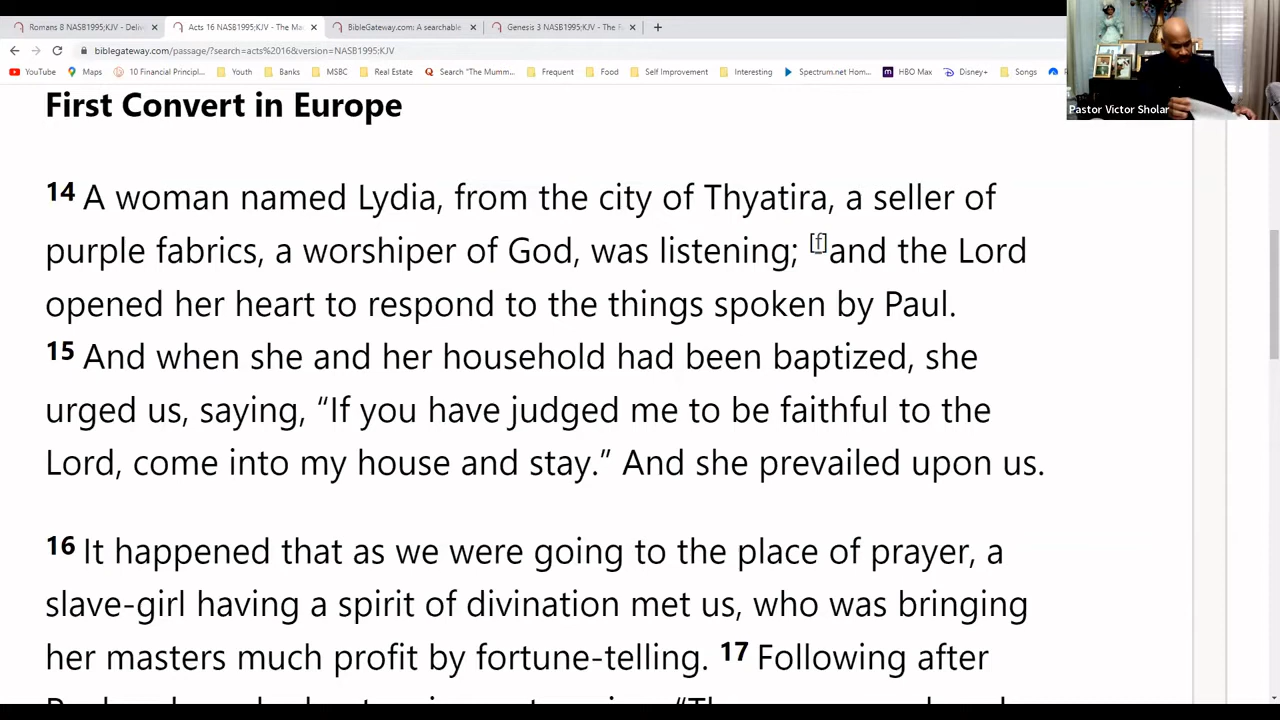 Romans 8 NASB1995;KJV - Deliv
Acts 16 NASB1995;KJV - The Ma
BibleGateway.com: A searchable
Genesis 3 NASB1995;KJV - The F
biblegateway.com/passage/?search=acts%2016&version=NASB1995;KJV
YouTube Maps 10 Financial Principl... Youth Banks MSBC Real Estate Search "The Mumm... Frequent Food Self Improvement Interesting Spectrum.net Hom... HBO Max Disney+ Songs
Pastor Victor Sholar
First Convert in Europe
14 A woman named Lydia, from the city of Thyatira, a seller of
purple fabrics, a worshiper of God, was listening; [f]and the Lord
opened her heart to respond to the things spoken by Paul.
15 And when she and her household had been baptized, she
urged us, saying, “If you have judged me to be faithful to the
Lord, come into my house and stay.” And she prevailed upon us.
16 It happened that as we were going to the place of prayer, a
slave-girl having a spirit of divination met us, who was bringing
her masters much profit by fortune-telling. 17 Following after